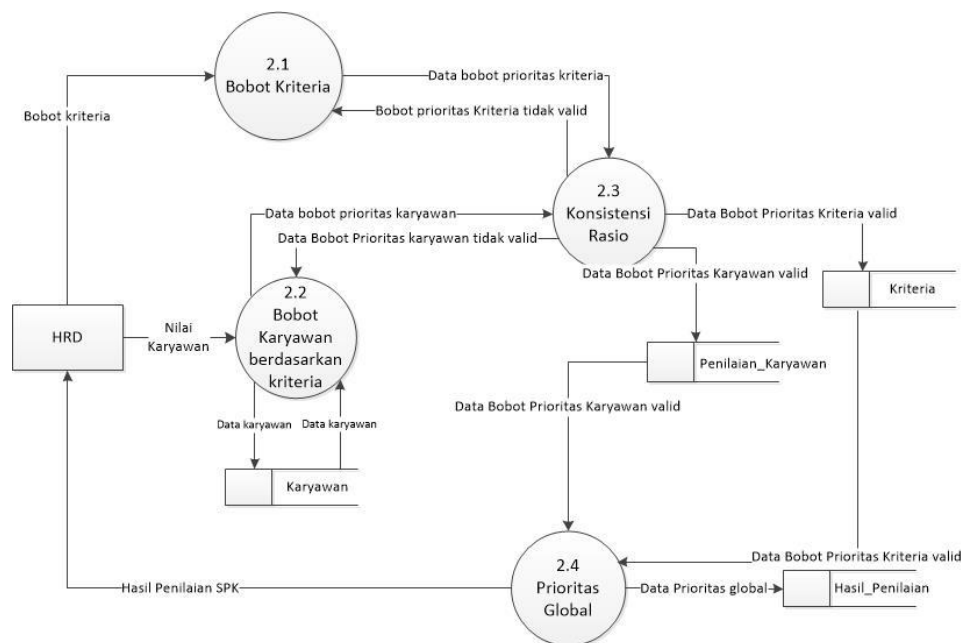 2.1
Bobot Kriteria
Data bobot prioritas kriteria
Bobot prioritas Kriteria tidak valid
Bobot kriteria
2.3
Konsistensi
Rasio
Data bobot prioritas karyawan
Data Bobot Prioritas karyawan tidak valid
Data Bobot Prioritas Kriteria valid
Data Bobot Prioritas Karyawan valid
Kriteria
2.2
Bobot
Karyawan
berdasarkan
kriteria
HRD
Nilai
Karyawan
Penilaian_Karyawan
Data Bobot Prioritas Karyawan valid
Data karyawan
Data karyawan
Karyawan
2.4
Prioritas
Global
Data Bobot Prioritas Kriteria valid
Hasil Penilaian SPK
Data Prioritas global
Hasil_Penilaian